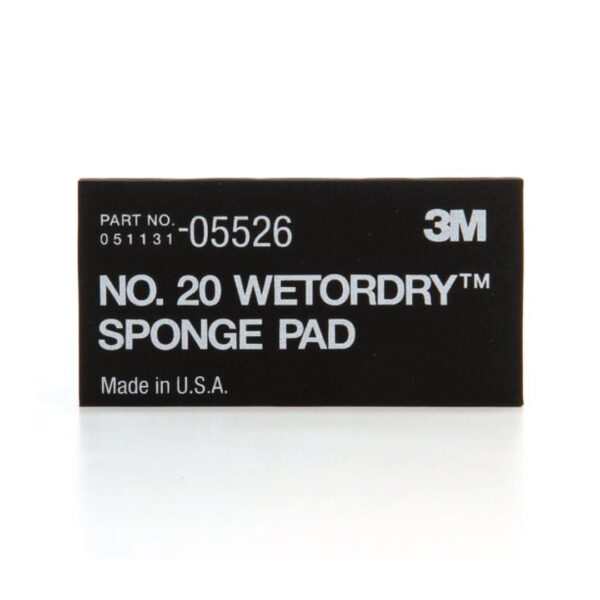 PART NO.
051131-05526
3M
NO. 20 WETORDRY™
SPONGE PAD
Made in U.S.A.